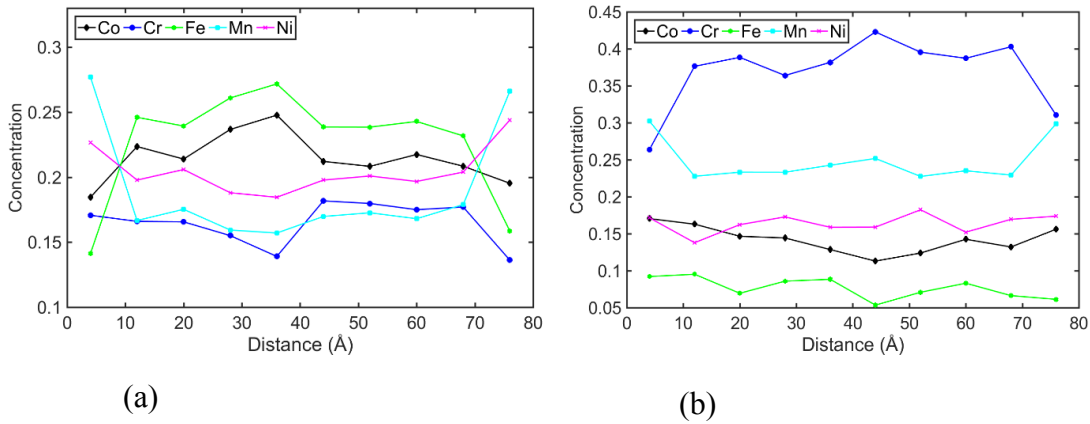 Co Cr Fe Mn Ni
0.3
0.25
0.2
0.15
0.1
Concentration
0 10 20 30 40 50 60 70 80
Distance (Å)
(a)
Co Cr Fe Mn Ni
0.45
0.4
0.35
0.3
0.25
0.2
0.15
0.1
0.05
Concentration
0 10 20 30 40 50 60 70 80
Distance (Å)
(b)